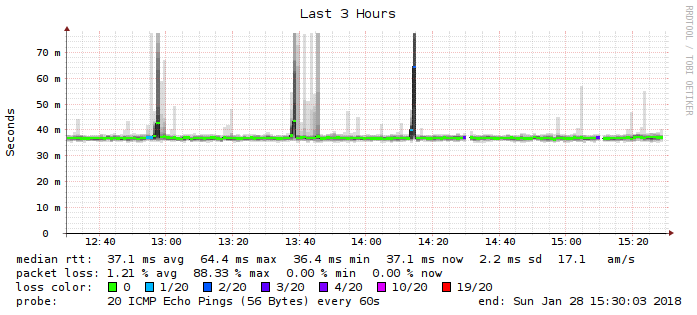 Last 3 Hours
RRDTOOL / TOBI OETIKER
Seconds
70 m
60 m
50 m
40 m
30 m
20 m
10 m
0
12:40 13:00 13:20 13:40 14:00 14:20 14:40 15:00 15:20
median rtt: 37.1 ms avg 64.4 ms max 36.4 ms min 37.1 ms now 2.2 ms sd 17.1 am/s
packet loss: 1.21 % avg 88.33 % max 0.00 % min 0.00 % now
loss color: 0 1/20 2/20 3/20 4/20 10/20 19/20
probe: 20 ICMP Echo Pings (56 Bytes) every 60s end: Sun Jan 28 15:30:03 2018